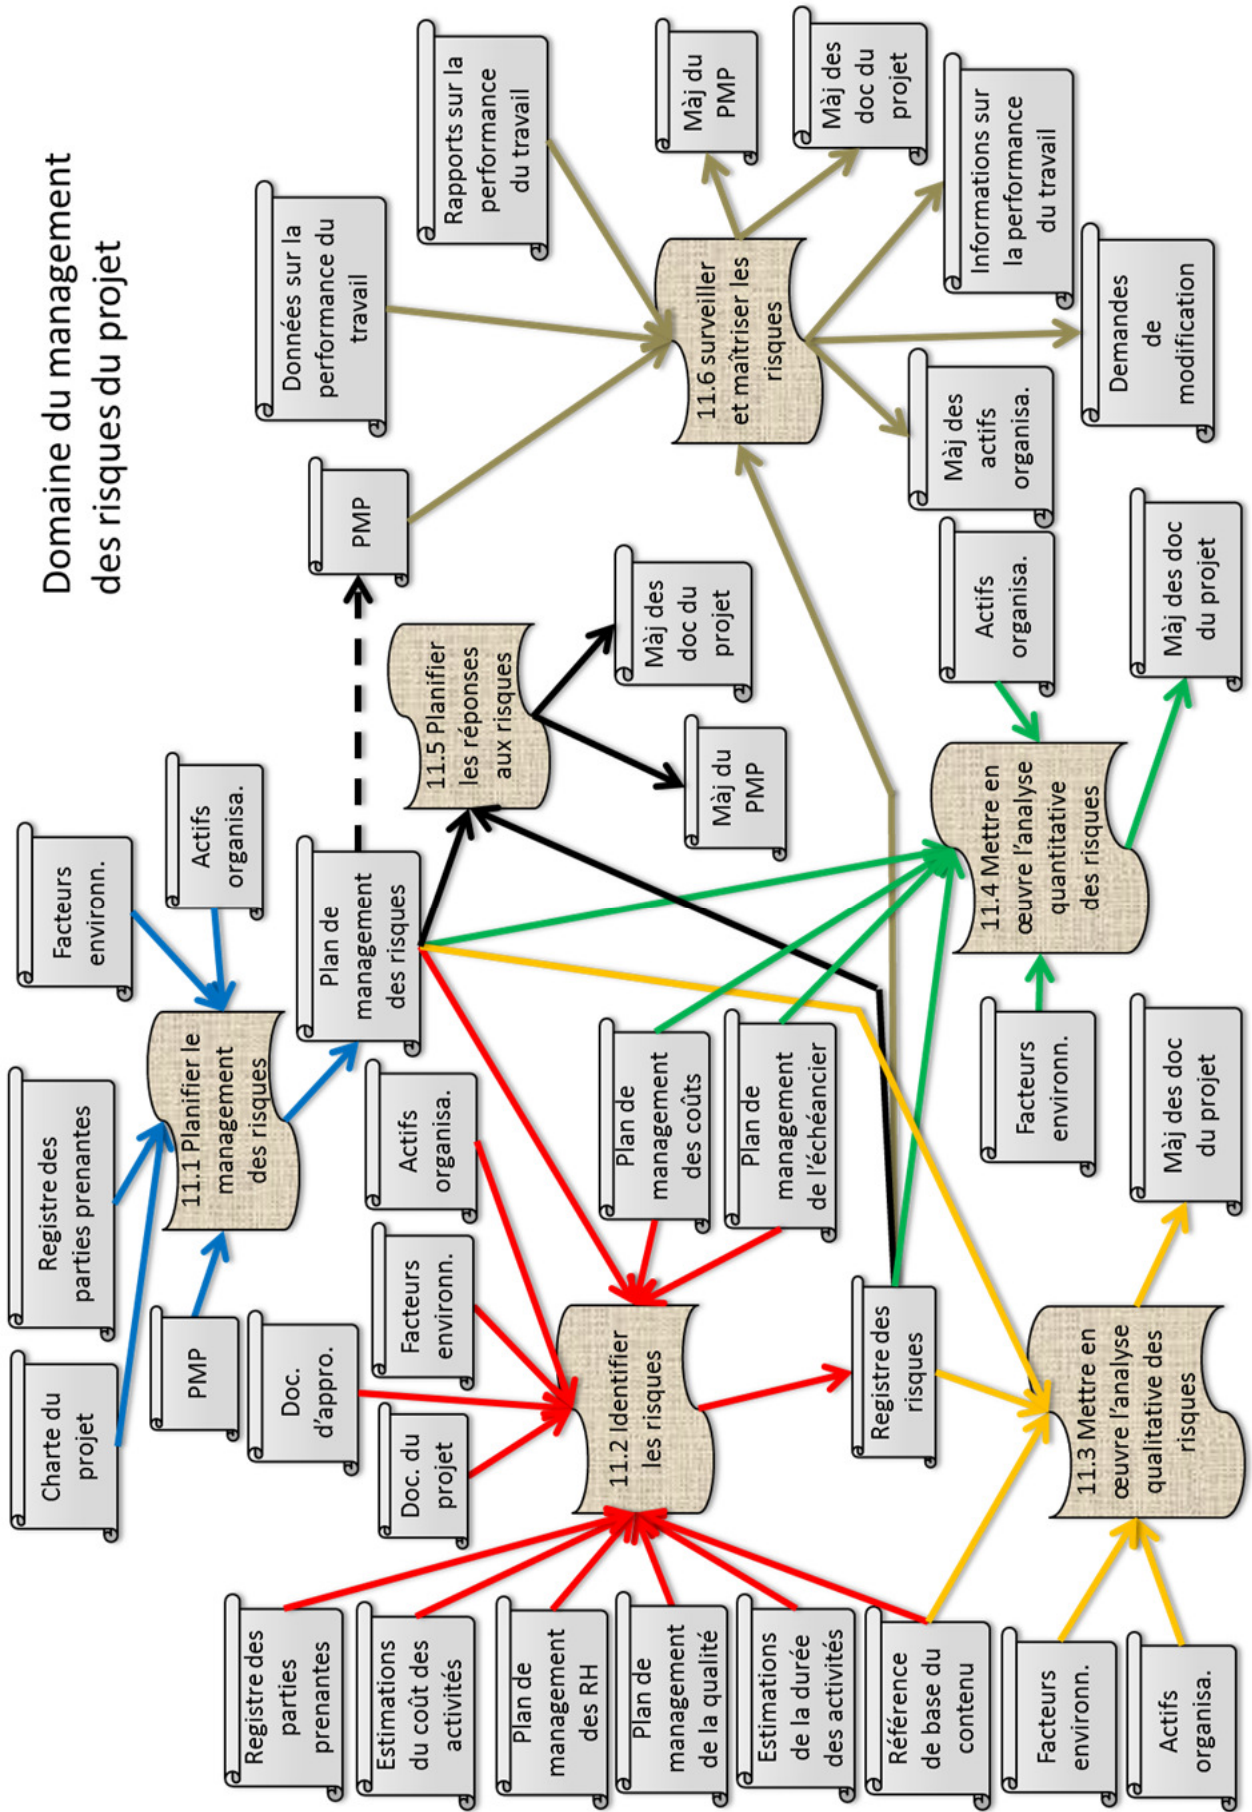 Domaine du management
des risques du projet
Charte du
projet
Registre des
parties prenantes
Facteurs
environn.
Actifs
organisa.
PMP
11.1 Planifier le
management
des risques
Plan de
management
des risques
PMP
Données sur la
performance du
travail
Rapports sur la
performance
du travail
Registre des
parties
prenantes
Estimations
du coût des
activités
Plan de
management
des RH
Plan de
management
de la qualité
Estimations
de la durée
des activités
Référence
de base du
contenu
Facteurs
environn.
Actifs
organisa.
Doc.
d'appro.
Doc. du
projet
Facteurs
environn.
Actifs
organisa.
11.2 Identifier
les risques
Plan de
management
des coûts
Plan de
management
de l'échéancier
Registre des
risques
11.5 Planifier
les réponses
aux risques
Màj du
PMP
Màj des
doc du
projet
11.6 surveiller
et maîtriser les
risques
Màj du
PMP
Màj des
doc du
projet
Informations sur
la performance
du travail
Demandes
de
modification
Màj des
actifs
organisa.
11.3 Mettre en
œuvre l'analyse
qualitative des
risques
Màj des doc
du projet
Facteurs
environn.
11.4 Mettre en
œuvre l'analyse
quantitative
des risques
Actifs
organisa.
Màj des doc
du projet